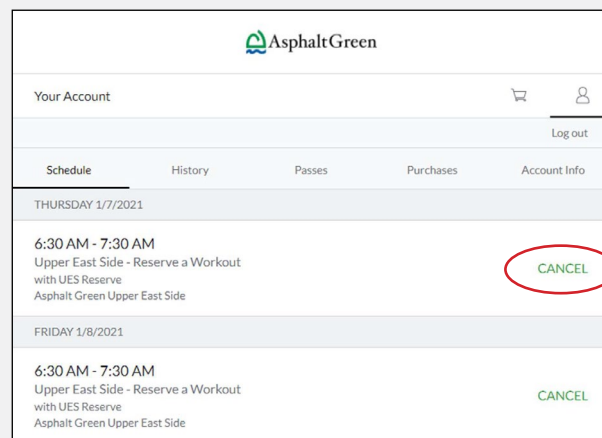 AsphaltGreen
Your Account
Log out
Schedule History Passes Purchases Account Info
THURSDAY 1/7/2021
6:30 AM - 7:30 AM
Upper East Side - Reserve a Workout
with UES Reserve
Asphalt Green Upper East Side
CANCEL
FRIDAY 1/8/2021
6:30 AM - 7:30 AM
Upper East Side - Reserve a Workout
with UES Reserve
Asphalt Green Upper East Side
CANCEL